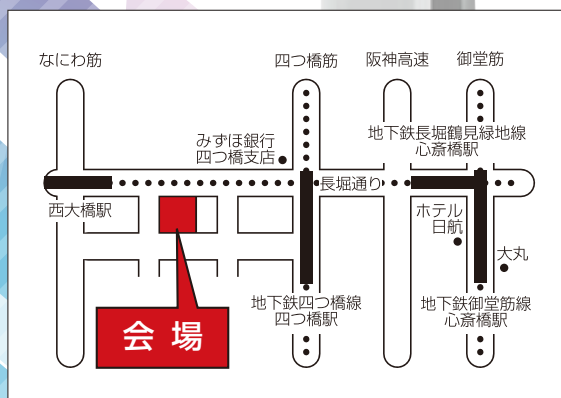 なにわ筋
四つ橋筋
阪神高速
御堂筋
みずほ銀行
四つ橋支店
地下鉄長堀鶴見緑地線
心斎橋駅
長堀通り
西大橋駅
ホテル
日航
大丸
地下鉄四つ橋線
四つ橋駅
地下鉄御堂筋線
心斎橋駅
会場